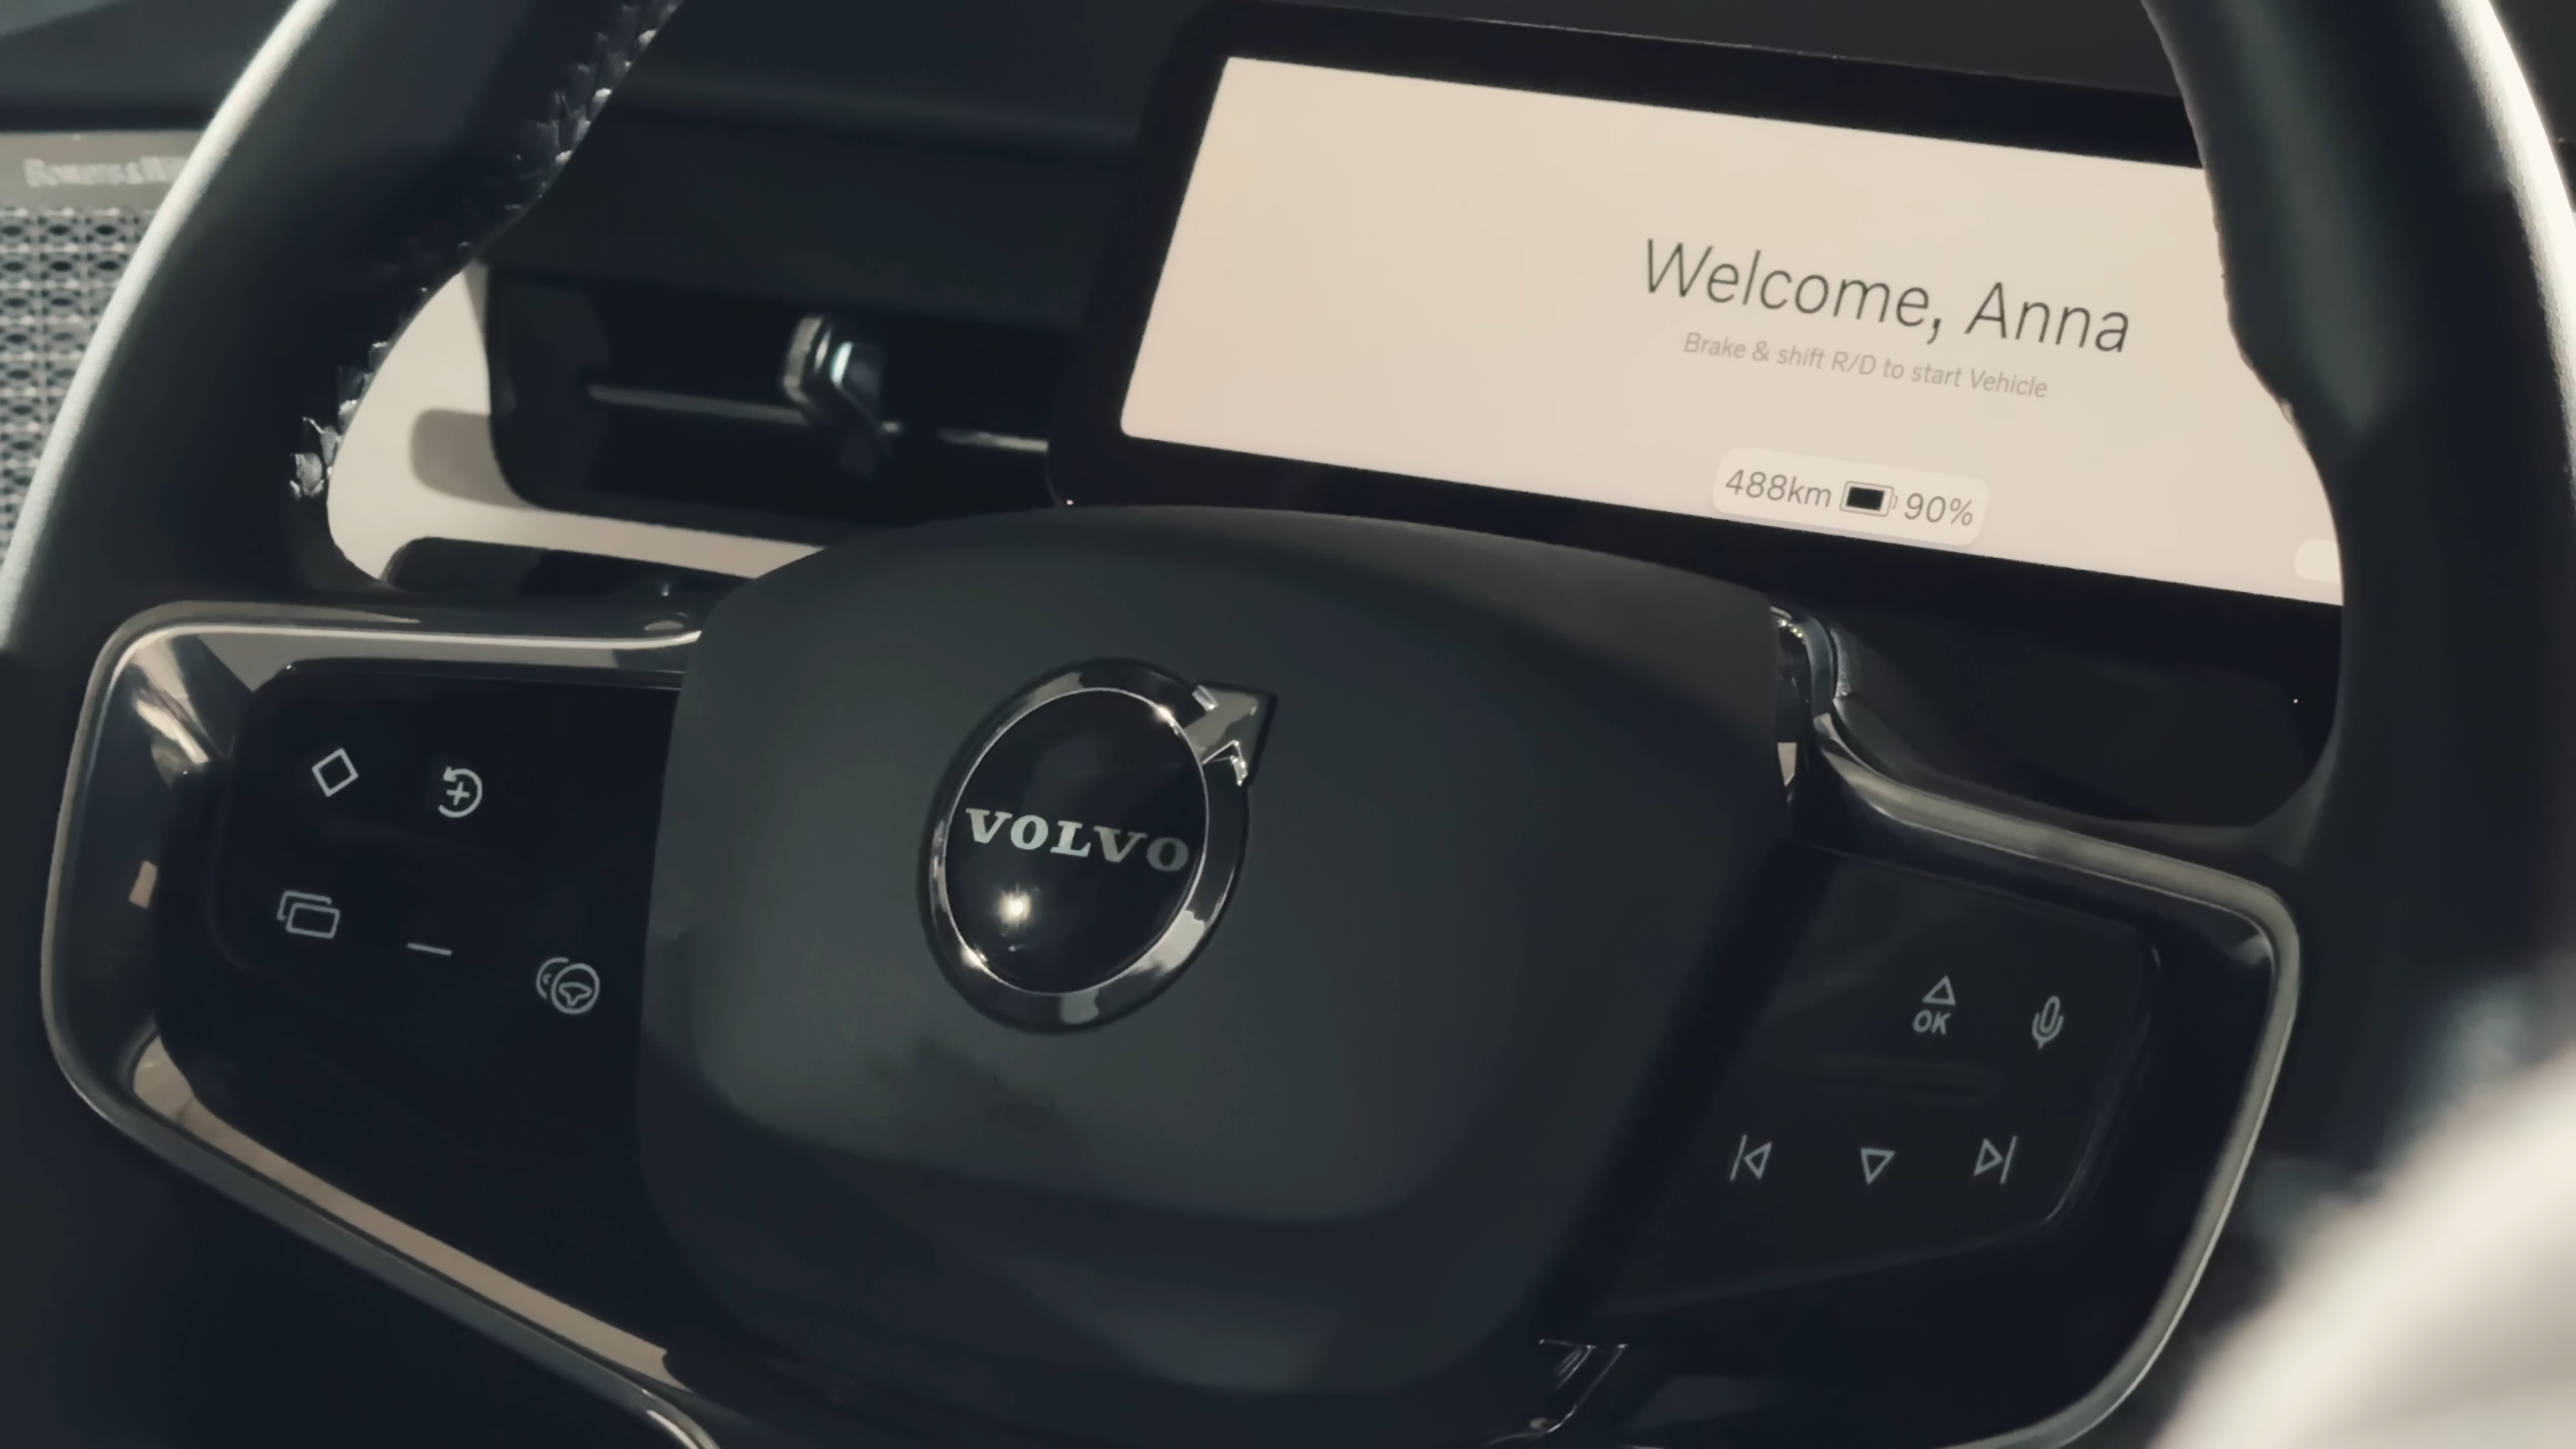 Welcome, Anna
Brake & shift R/D to start Vehicle
488km 90%
VOLVO
OK